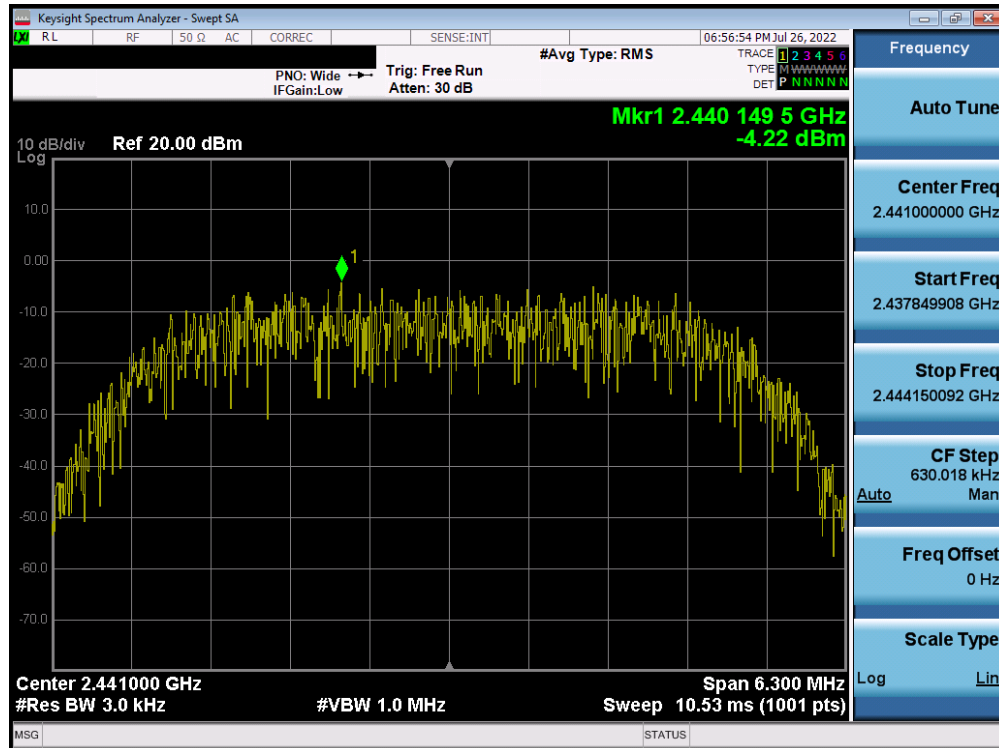 Keysight Spectrum Analyzer - Swept SA
LXI RL RF 50 Ω AC CORREC SENSE:INT 06:56:54 PM Jul 26, 2022
#Avg Type: RMS
TRACE 1 2 3 4 5 6
TYPE M W W W W W
DET P N N N N N
PNO: Wide
IFGain:Low
Trig: Free Run
Atten: 30 dB
Mkr1 2.440 149 5 GHz
-4.22 dBm
10 dB/div Ref 20.00 dBm
Log
10.0
0.00
-10.0
-20.0
-30.0
-40.0
-50.0
-60.0
-70.0
1
Center 2.441000 GHz Span 6.300 MHz
#Res BW 3.0 kHz #VBW 1.0 MHz Sweep 10.53 ms (1001 pts)
MSG STATUS
Frequency
Auto Tune
Center Freq
2.441000000 GHz
Start Freq
2.437849908 GHz
Stop Freq
2.444150092 GHz
CF Step
630.018 kHz
Auto Man
Freq Offset
0 Hz
Scale Type
Log Lin